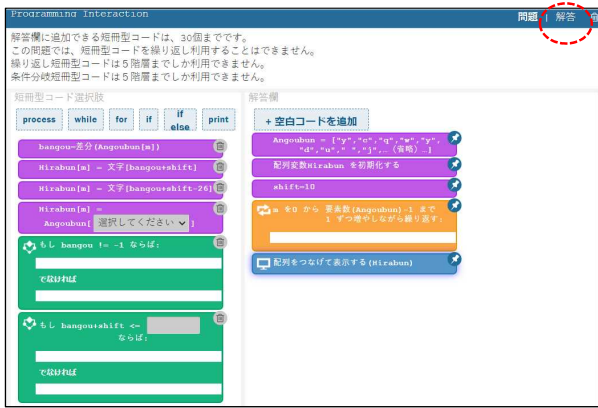 Programming Interaction
問題 | 解答
解答欄に追加できる短冊型コードは、30個までです。
この問題では、短冊型コードを繰り返し利用することはできません。
繰り返し短冊型コードは5階層までしか利用できません。
条件分岐短冊型コードは5階層までしか利用できません。
短冊型コード選択肢
process
while
for
if
if
else
print
bangou=差分(Angoubun[m])
Hirabun[m] = 文字[bangou+shift]
Hirabun[m] = 文字[bangou+shift-26]
Hirabun[m] =
Angoubun[ 選択してください ]
もし bangou != -1 ならば:
でなければ
もし bangou+shift <=
ならば:
でなければ
解答欄
+ 空白コードを追加
Angoubun = ["y","c","q","w","y",
"d","u"," ","j",…(省略)…]
配列変数Hirabun を初期化する
shift=10
m を0 から 要素数(Angoubun)-1 まで
1 ずつ増やしながら繰り返す:
配列をつなげて表示する(Hirabun)